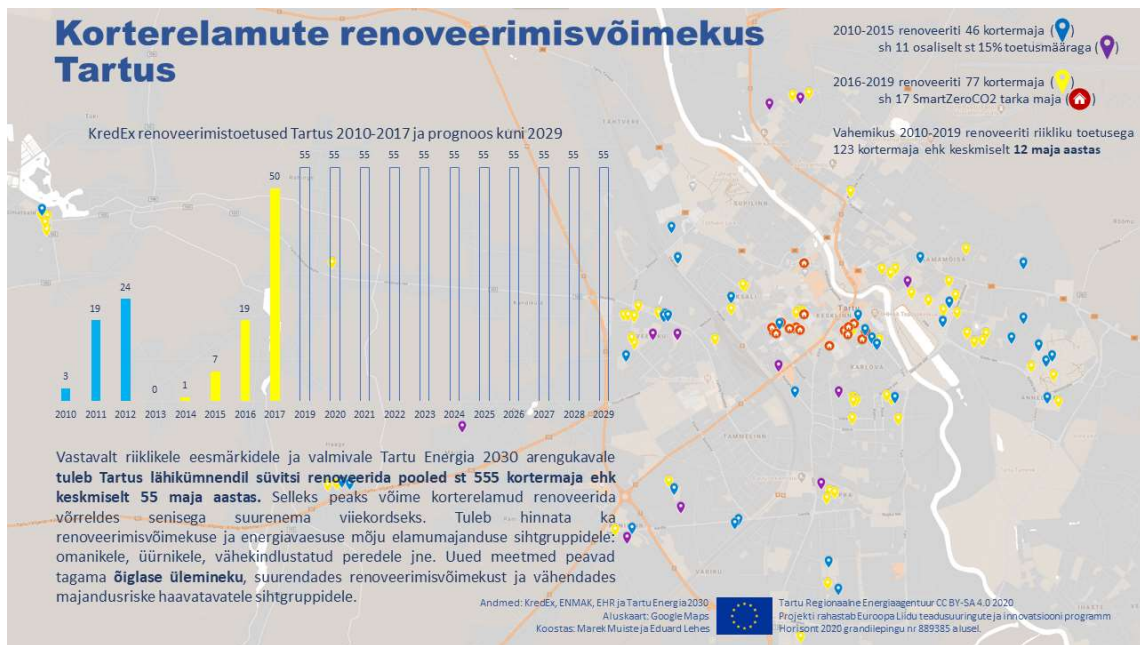 Korterelamute renoveerimisvõimekus
Tartus
2010-2015 renoveeriti 46 kortermaja ( )
sh 11 osaliselt st 15% toetusmääraga ( )
2016-2019 renoveeriti 77 kortermaja ( )
sh 17 SmartZeroCO2 tarka maja ( )
Vahemikus 2010-2019 renoveeriti riikliku toetusega
123 kortermaja ehk keskmiselt 12 maja aastas
KredEx renoveerimistoetused Tartus 2010-2017 ja prognoos kuni 2029
55 55 55 55 55 55 55 55 55 55 55
3 19 24 0 1 7 19 50
2010 2011 2012 2013 2014 2015 2016 2017 2019 2020 2021 2022 2023 2024 2025 2026 2027 2028 2029
Tartu
KARLOVA
TAMMELINN
SUPILINN
Vastavalt riiklikele eesmärkidele ja valmivale Tartu Energia 2030 arengukavale
tuleb Tartus lähikümnendil süvitsi renoveerida pooled st 555 kortermaja ehk
keskmiselt 55 maja aastas. Selleks peaks võime korterelamud renoveerida
võrreldes senisega suurenema viiekordseks. Tuleb hinnata ka
renoveerimisvõimekuse ja energiavaesuse mõju elamumajanduse sihtgruppidele:
omanikele, üürnikele, vähekindlustatud peredele jne. Uued meetmed peavad
tagama õiglase ülemineku, suurendades renoveerimisvõimekust ja vähendades
majandusriske haavatavatele sihtgruppidele.
Andmed: KredEx, ENMAK, EHR ja TartuEnergia2030
Aluskaart: Google Maps
Koostas: Marek Muiste ja Eduard Lehes
Tartu Regionaalne Energiaagentuur CC BY-SA 4.0 2020
Projekti rahastab Euroopa Liidu teadusuuringute ja innovatsiooni programm
Horisont 2020 grandilepingu nr 889385 alusel.